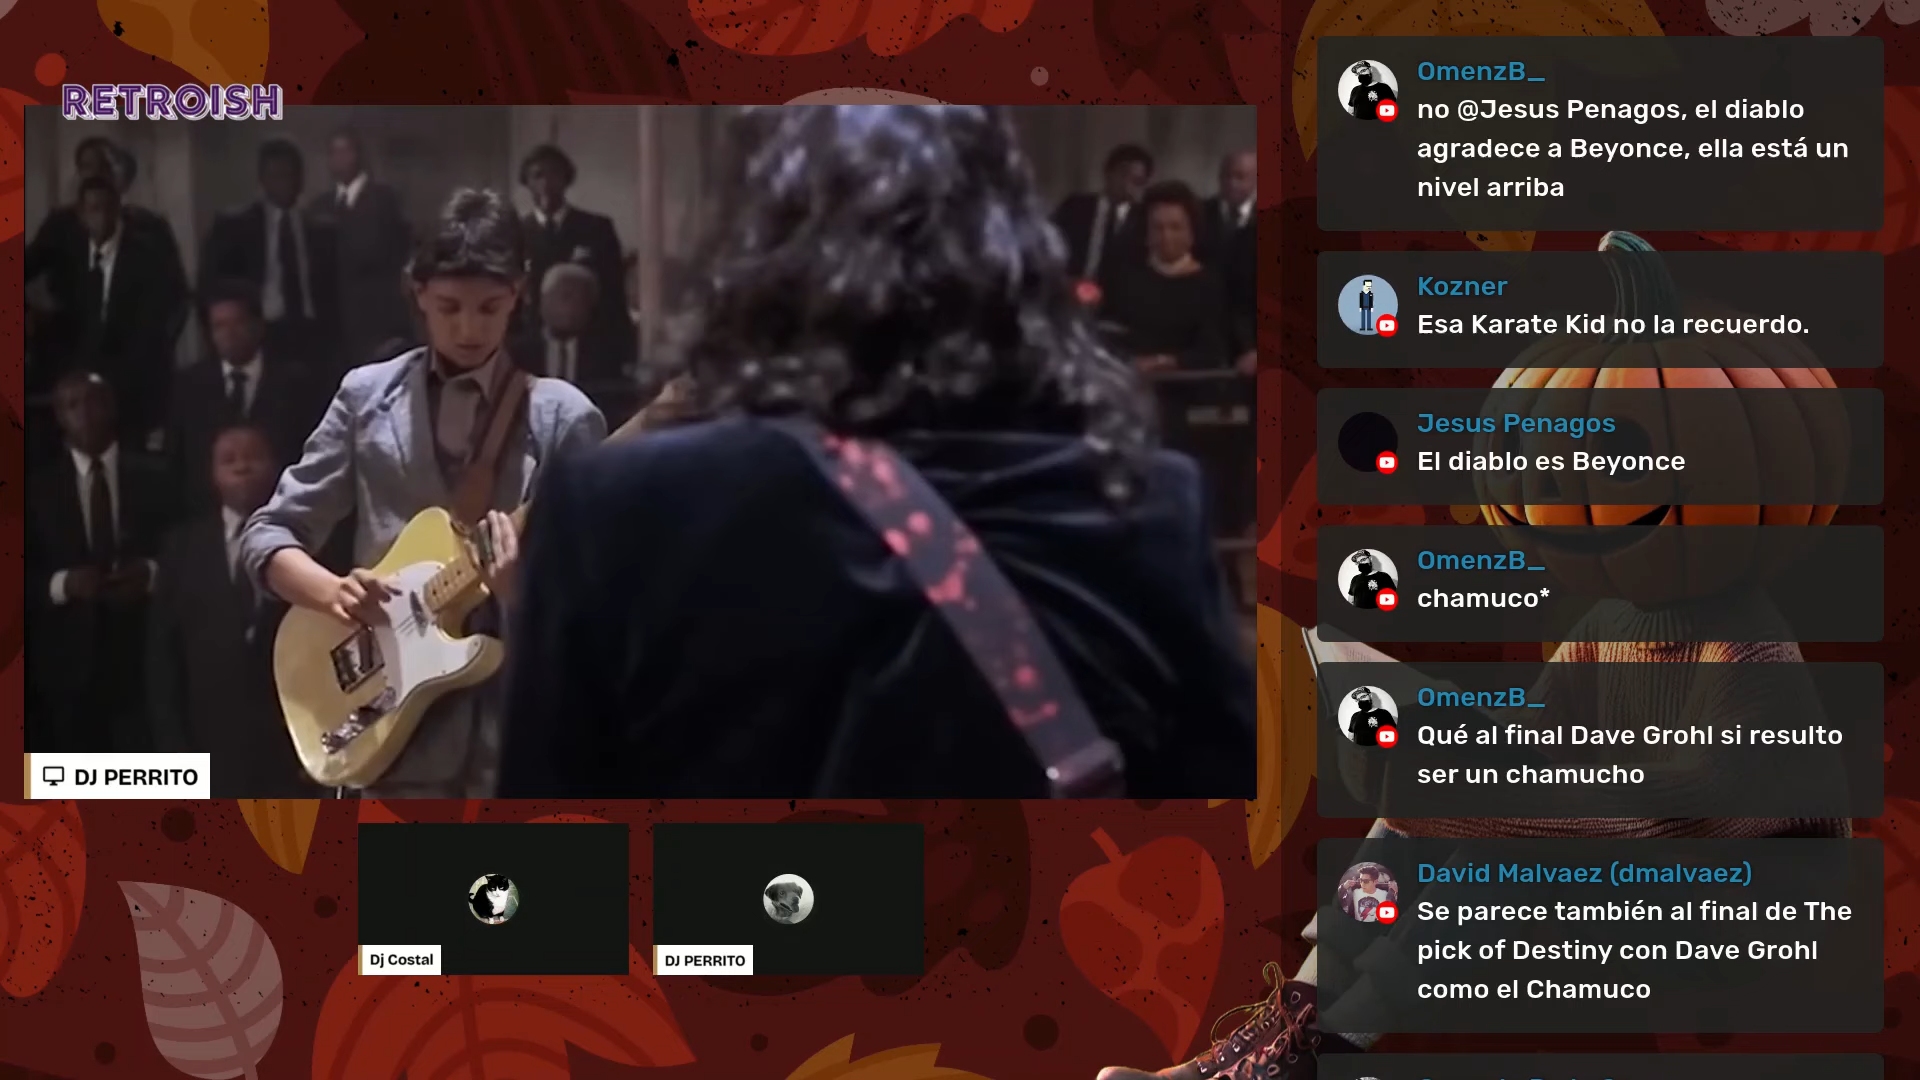 RETROISH
DJ PERRITO
Dj Costal
DJ PERRITO
OmenzB_
no @Jesus Penagos, el diablo
agradece a Beyonce, ella está un
nivel arriba
Kozner
Esa Karate Kid no la recuerdo.
Jesus Penagos
El diablo es Beyonce
OmenzB_
chamuco*
OmenzB_
Qué al final Dave Grohl si resulto
ser un chamucho
David Malvaez (dmalvaez)
Se parece también al final de The
pick of Destiny con Dave Grohl
como el Chamuco